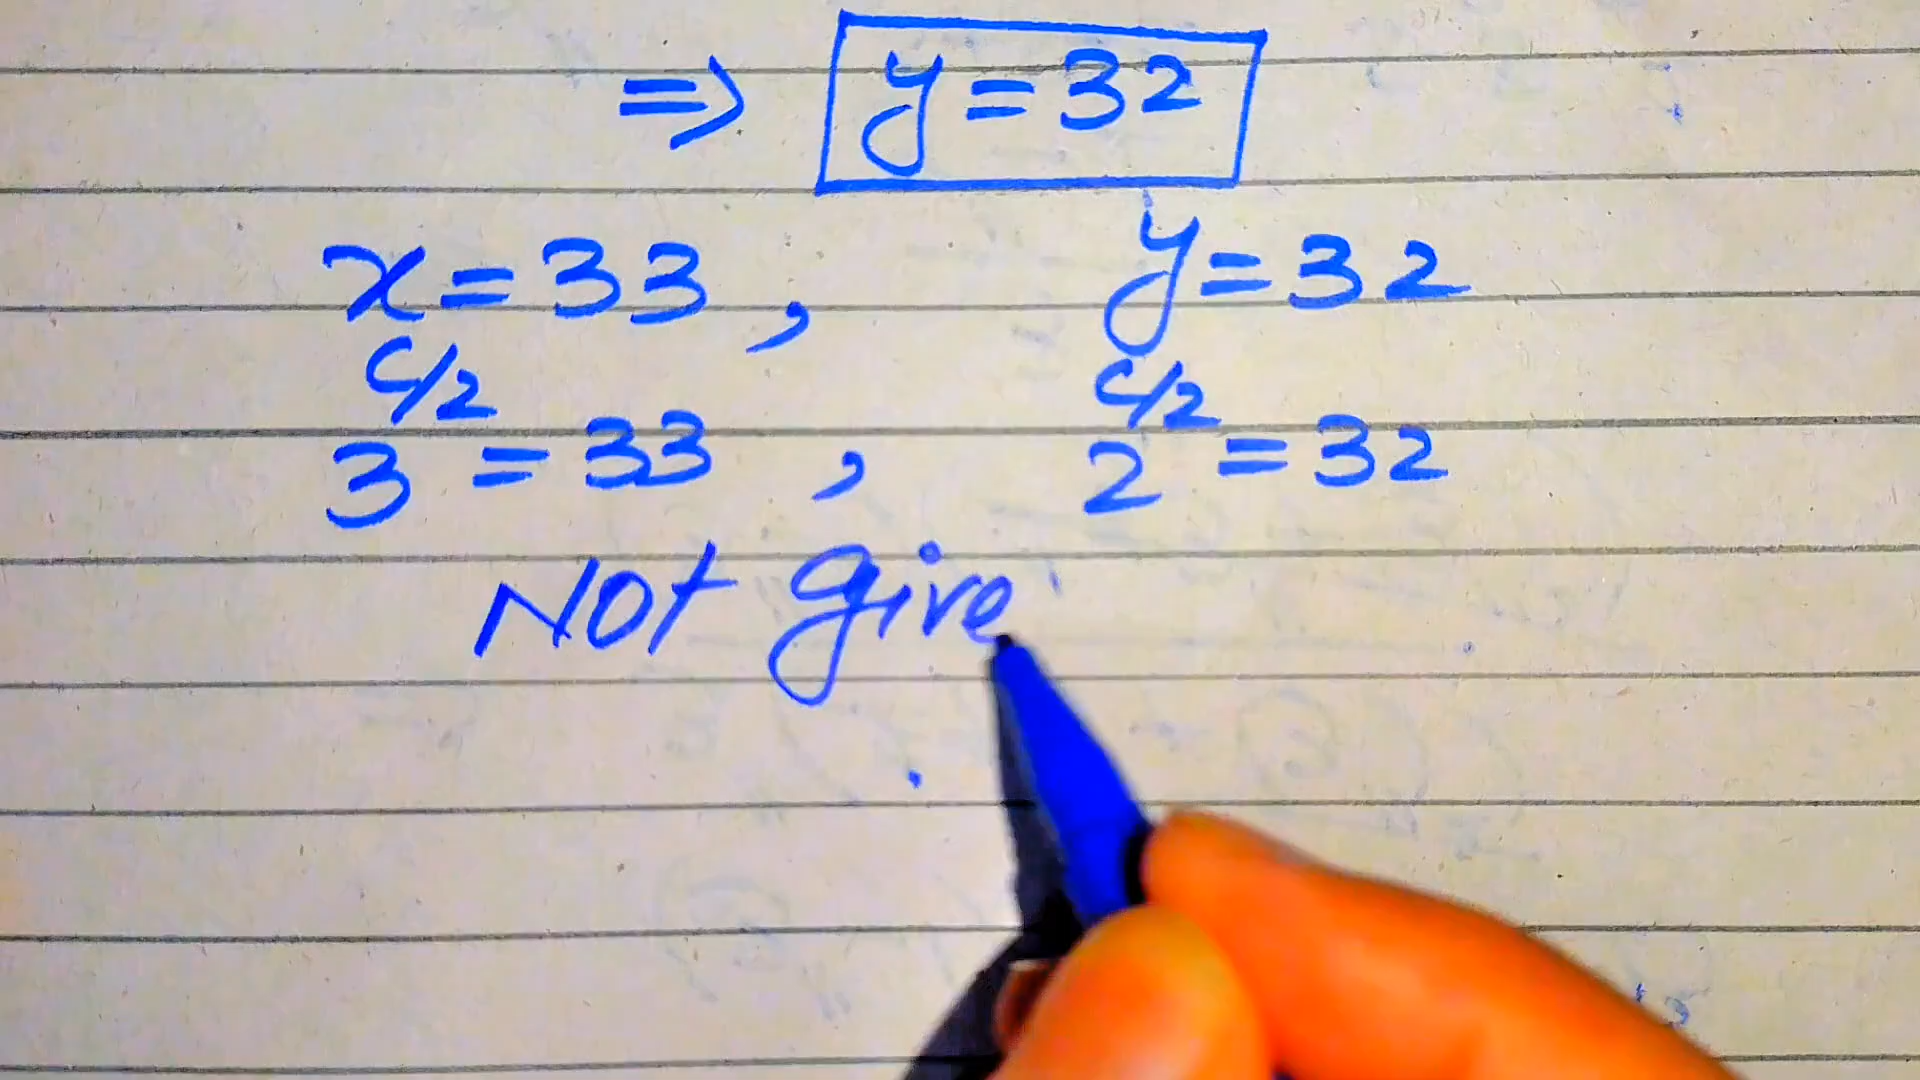 ⇒ y = 32
x = 33 , y = 32
3^{c/2} = 33 , 2^{c/2} = 32
Not give